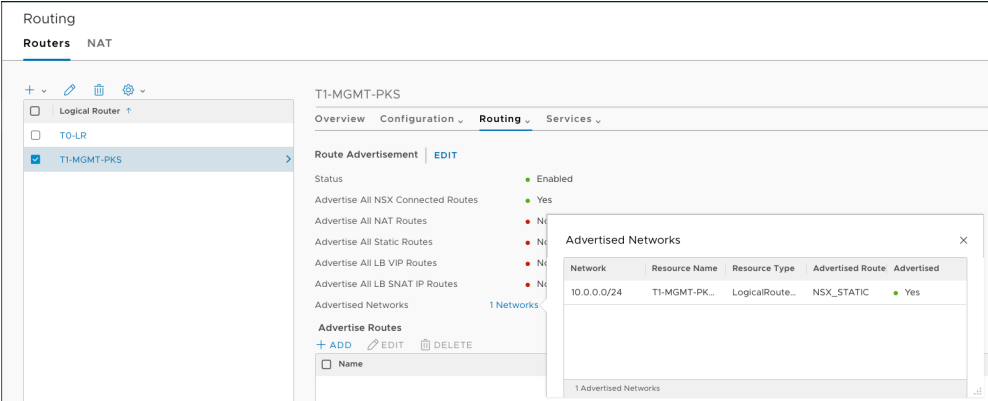 Routing
Routers NAT
Logical Router
T0-LR
T1-MGMT-PKS
T1-MGMT-PKS
Overview Configuration Routing Services
Route Advertisement EDIT
Status Enabled
Advertise All NSX Connected Routes Yes
Advertise All NAT Routes No
Advertise All Static Routes No
Advertise All LB VIP Routes No
Advertise All LB SNAT IP Routes No
Advertised Networks 1 Networks
Advertise Routes
+ ADD EDIT DELETE
Name
Advertised Networks
Network Resource Name Resource Type Advertised Route Advertised
10.0.0.0/24 T1-MGMT-PK... LogicalRoute... NSX_STATIC Yes
1 Advertised Networks